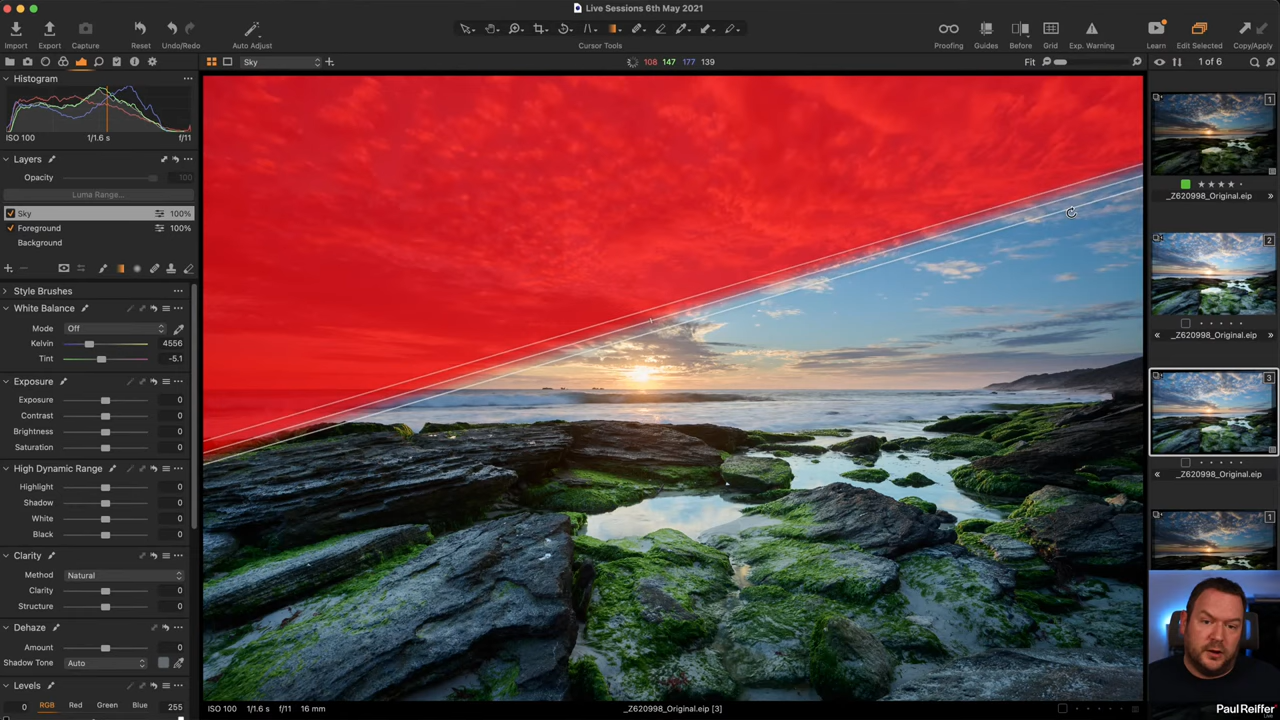 Live Sessions 6th May 2021
Import Export Capture Reset Undo/Redo Auto Adjust Cursor Tools Proofing Guides Before Grid Exp. Warning Learn Edit Selected Copy/Apply
Sky 108 147 177 139 Fit 1 of 6
Histogram
ISO 100 1/1.6 s f/11
Layers
Opacity 100
Luma Range...
Sky 100%
Foreground 100%
Background
Style Brushes
White Balance
Mode Off
Kelvin 4556
Tint -5.1
Exposure
Exposure 0
Contrast 0
Brightness 0
Saturation 0
High Dynamic Range
Highlight 0
Shadow 0
White 0
Black 0
Clarity
Method Natural
Clarity 0
Structure 0
Dehaze
Amount 0
Shadow Tone Auto
Levels
0 RGB Red Green Blue 255
ISO 100 1/1.6 s f/11 16 mm _Z620998_Original.eip [3]
1
_Z620998_Original.eip
2
_Z620998_Original.eip
3
_Z620998_Original.eip
1
Paul Reiffer
Live